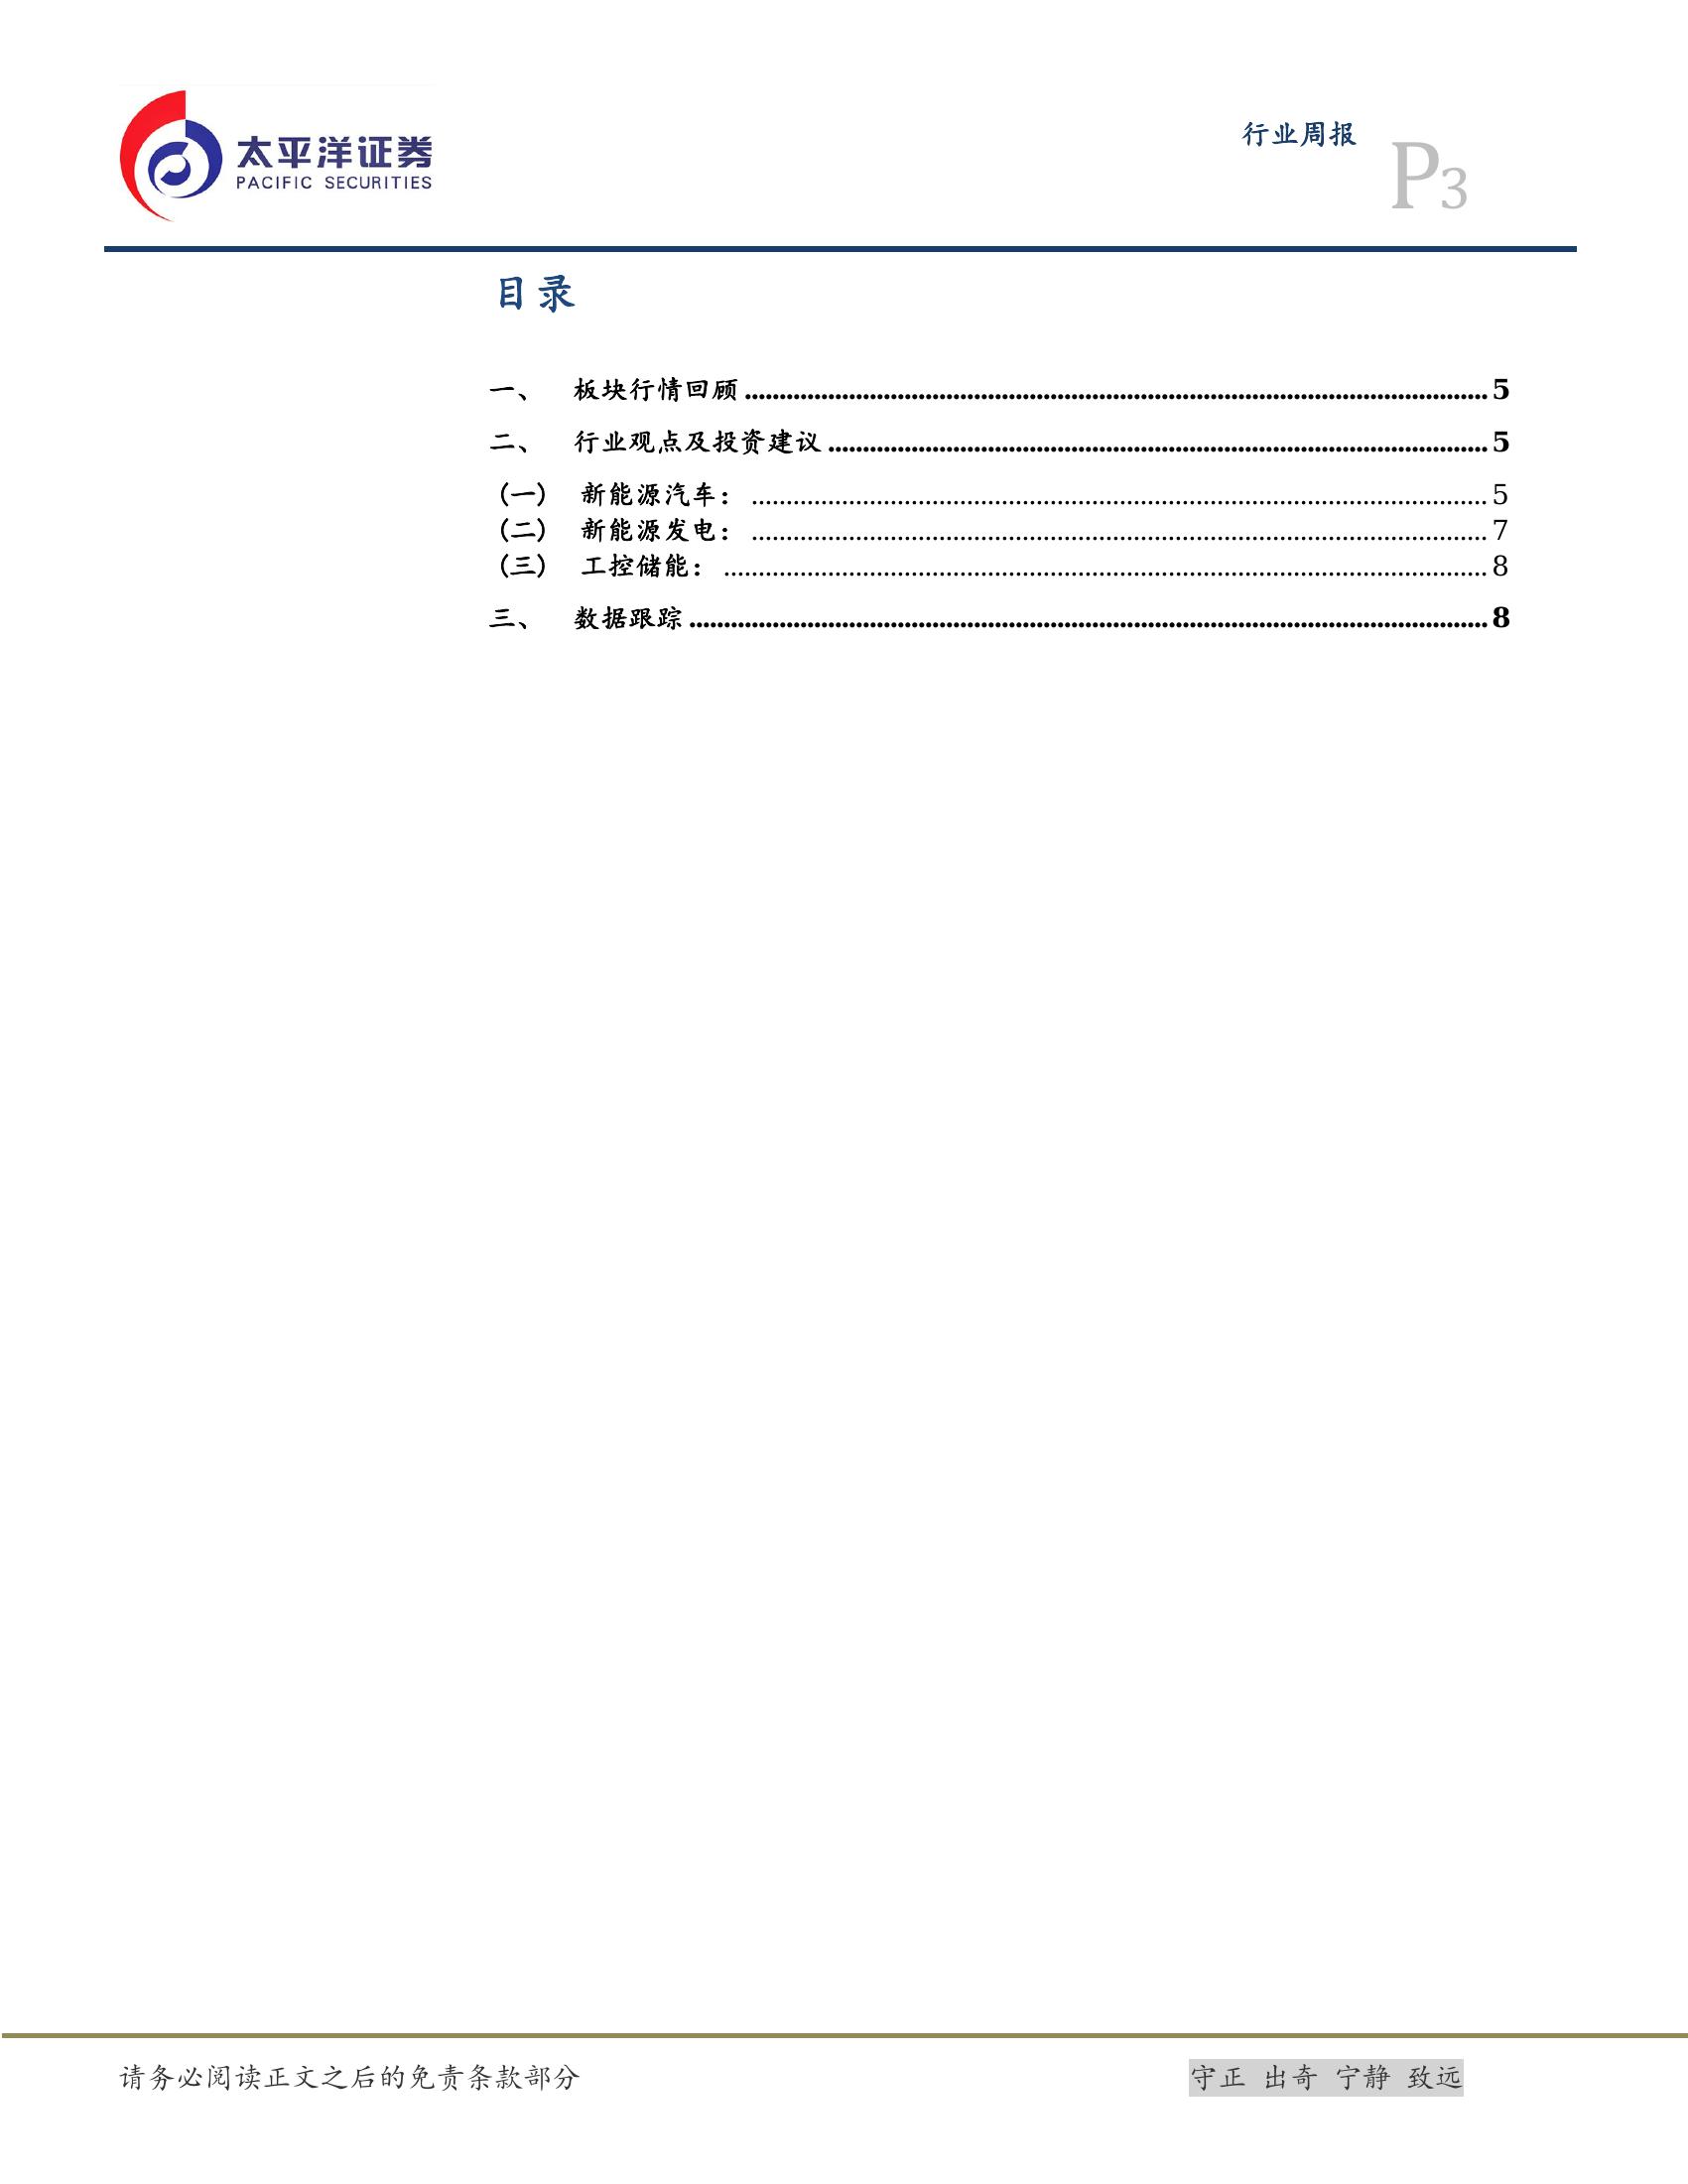 太平洋证券
PACIFIC SECURITIES
行业周报
P3
目录
一、 板块行情回顾 5
二、 行业观点及投资建议 5
(一) 新能源汽车： 5
(二) 新能源发电： 7
(三) 工控储能： 8
三、 数据跟踪 8
请务必阅读正文之后的免责条款部分
守正 出奇 宁静 致远